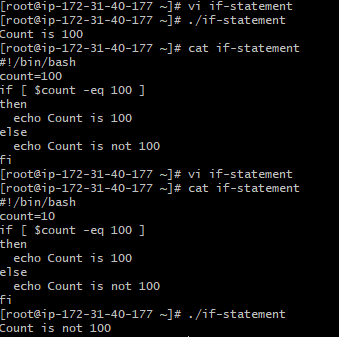 [root@ip-172-31-40-177 ~]# vi if-statement
[root@ip-172-31-40-177 ~]# ./if-statement
Count is 100
[root@ip-172-31-40-177 ~]# cat if-statement
#!/bin/bash
count=100
if [ $count -eq 100 ]
then
  echo Count is 100
else
  echo Count is not 100
fi
[root@ip-172-31-40-177 ~]# vi if-statement
[root@ip-172-31-40-177 ~]# cat if-statement
#!/bin/bash
count=10
if [ $count -eq 100 ]
then
  echo Count is 100
else
  echo Count is not 100
fi
[root@ip-172-31-40-177 ~]# ./if-statement
Count is not 100